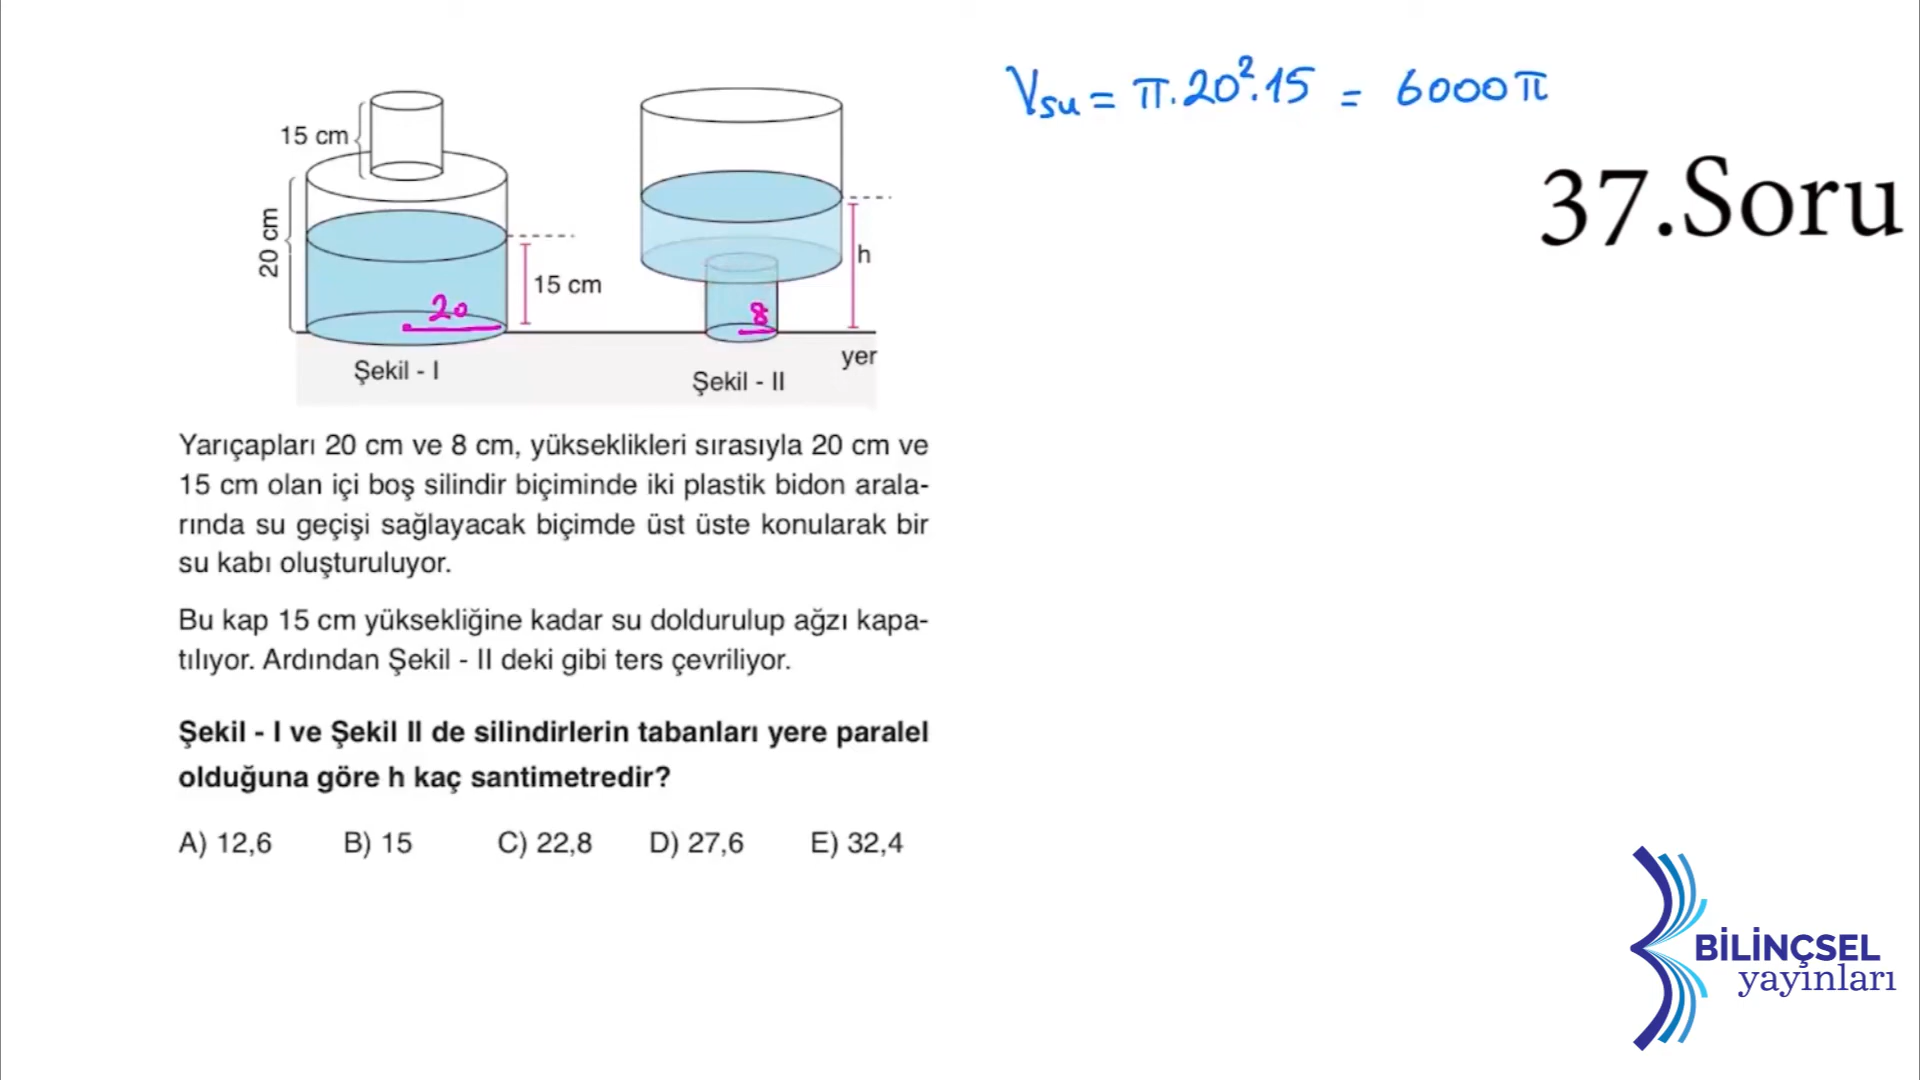 V_su = π.20².15 = 6000π
37.Soru
15 cm
20 cm
20
15 cm
Şekil - I
h
8
yer
Şekil - II
Yarıçapları 20 cm ve 8 cm, yükseklikleri sırasıyla 20 cm ve
15 cm olan içi boş silindir biçiminde iki plastik bidon arala-
rında su geçişi sağlayacak biçimde üst üste konularak bir
su kabı oluşturuluyor.
Bu kap 15 cm yüksekliğine kadar su doldurulup ağzı kapa-
tılıyor. Ardından Şekil - II deki gibi ters çevriliyor.
Şekil - I ve Şekil II de silindirlerin tabanları yere paralel
olduğuna göre h kaç santimetredir?
A) 12,6 B) 15 C) 22,8 D) 27,6 E) 32,4
BİLİNÇSEL
yayınları